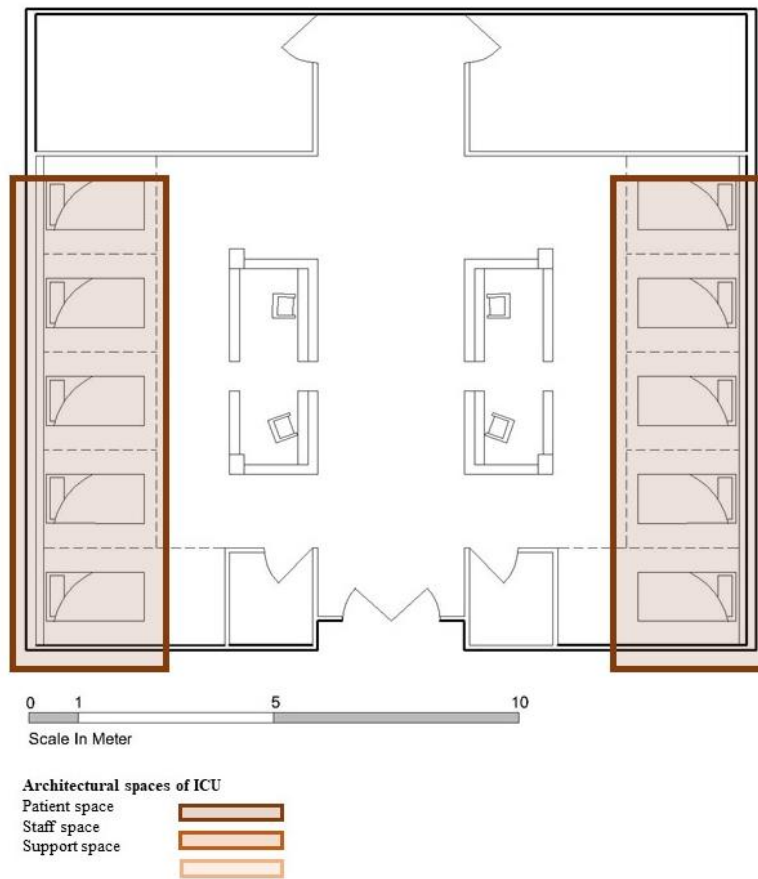 0 1 5 10
Scale In Meter
Architectural spaces of ICU
Patient space
Staff space
Support space